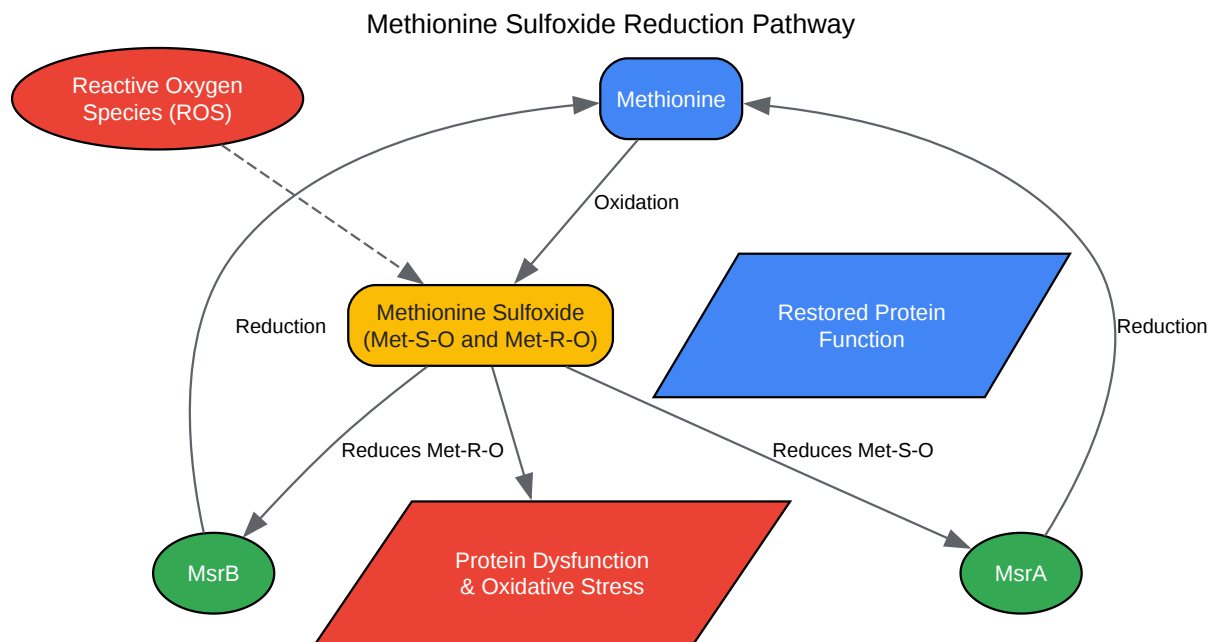 Methionine Sulfoxide Reduction Pathway
Reactive Oxygen
Species (ROS)
Methionine
Oxidation
Methionine Sulfoxide
(Met-S-O and Met-R-O)
Restored Protein
Function
Reduction
Reduction
Reduces Met-R-O
Reduces Met-S-O
MsrB
Protein Dysfunction
& Oxidative Stress
MsrA